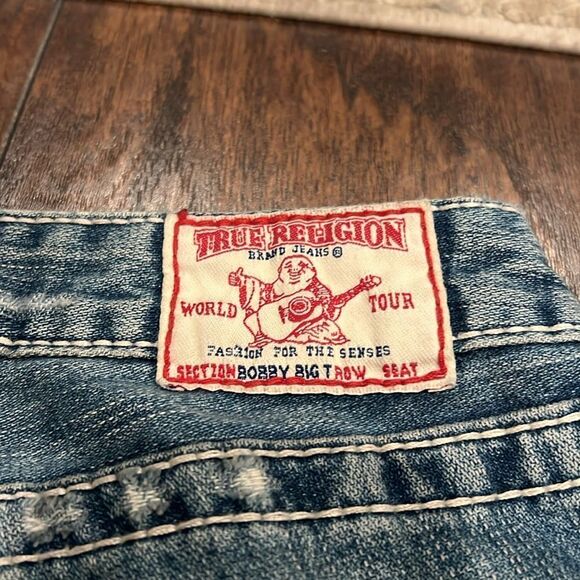 TRUE RELIGION
BRAND JEANS ®
WORLD TOUR
FASHION FOR THE SENSES
SECTION BOBBY BIG T ROW SEAT